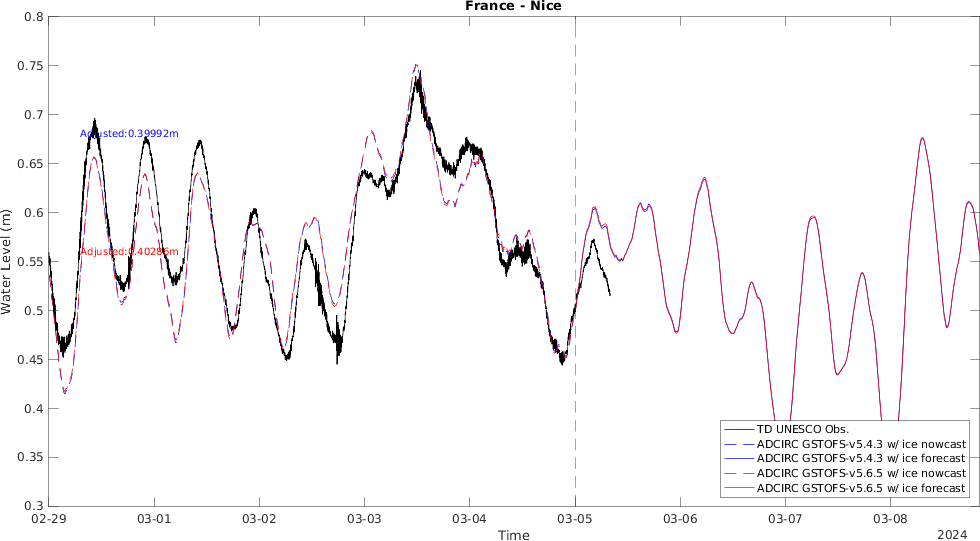 France - Nice
0.8
0.75
0.7
0.65
0.6
0.55
0.5
0.45
0.4
0.35
0.3
Water Level (m)
Adjusted:0.39992m
Adjusted:0.40286m
TD UNESCO Obs.
ADCIRC GSTOFS-v5.4.3 w/ ice nowcast
ADCIRC GSTOFS-v5.4.3 w/ ice forecast
ADCIRC GSTOFS-v5.6.5 w/ ice nowcast
ADCIRC GSTOFS-v5.6.5 w/ ice forecast
02-29 03-01 03-02 03-03 03-04 03-05 03-06 03-07 03-08
Time
2024